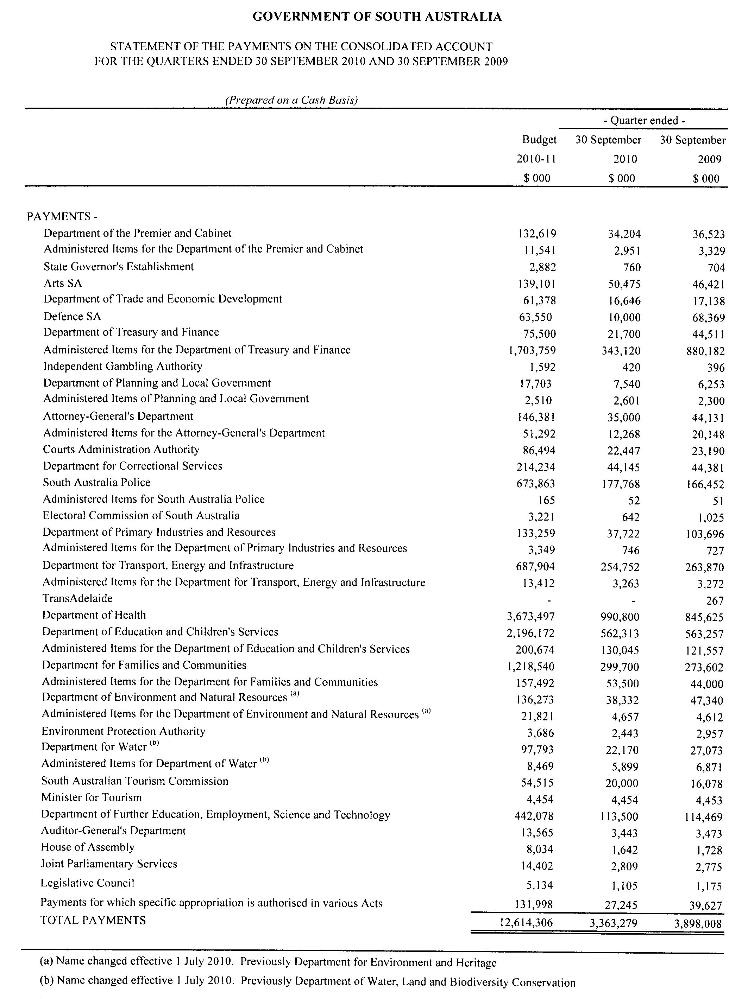 GOVERNMENT OF SOUTH AUSTRALIA
STATEMENT OF THE PAYMENTS ON THE CONSOLIDATED ACCOUNT
FOR THE QUARTERS ENDED 30 SEPTEMBER 2010 AND 30 SEPTEMBER 2009
(Prepared on a Cash Basis)
- Quarter ended -
Budget 30 September 30 September
2010-11 2010 2009
$ 000 $ 000 $ 000
PAYMENTS -
Department of the Premier and Cabinet 132,619 34,204 36,523
Administered Items for the Department of the Premier and Cabinet 11,541 2,951 3,329
State Governor's Establishment 2,882 760 704
Arts SA 139,101 50,475 46,421
Department of Trade and Economic Development 61,378 16,646 17,138
Defence SA 63,550 10,000 68,369
Department of Treasury and Finance 75,500 21,700 44,511
Administered Items for the Department of Treasury and Finance 1,703,759 343,120 880,182
Independent Gambling Authority 1,592 420 396
Department of Planning and Local Government 17,703 7,540 6,253
Administered Items of Planning and Local Government 2,510 2,601 2,300
Attorney-General's Department 146,381 35,000 44,131
Administered Items for the Attorney-General's Department 51,292 12,268 20,148
Courts Administration Authority 86,494 22,447 23,190
Department for Correctional Services 214,234 44,145 44,381
South Australia Police 673,863 177,768 166,452
Administered Items for South Australia Police 165 52 51
Electoral Commission of South Australia 3,221 642 1,025
Department of Primary Industries and Resources 133,259 37,722 103,696
Administered Items for the Department of Primary Industries and Resources 3,349 746 727
Department for Transport, Energy and Infrastructure 687,904 254,752 263,870
Administered Items for the Department for Transport, Energy and Infrastructure 13,412 3,263 3,272
TransAdelaide - - 267
Department of Health 3,673,497 990,800 845,625
Department of Education and Children's Services 2,196,172 562,313 563,257
Administered Items for the Department of Education and Children's Services 200,674 130,045 121,557
Department for Families and Communities 1,218,540 299,700 273,602
Administered Items for the Department for Families and Communities 157,492 53,500 44,000
Department of Environment and Natural Resources (a) 136,273 38,332 47,340
Administered Items for the Department of Environment and Natural Resources (a) 21,821 4,657 4,612
Environment Protection Authority 3,686 2,443 2,957
Department for Water (b) 97,793 22,170 27,073
Administered Items for Department of Water (b) 8,469 5,899 6,871
South Australian Tourism Commission 54,515 20,000 16,078
Minister for Tourism 4,454 4,454 4,453
Department of Further Education, Employment, Science and Technology 442,078 113,500 114,469
Auditor-General's Department 13,565 3,443 3,473
House of Assembly 8,034 1,642 1,728
Joint Parliamentary Services 14,402 2,809 2,775
Legislative Council 5,134 1,105 1,175
Payments for which specific appropriation is authorised in various Acts 131,998 27,245 39,627
TOTAL PAYMENTS 12,614,306 3,363,279 3,898,008
(a) Name changed effective 1 July 2010. Previously Department for Environment and Heritage
(b) Name changed effective 1 July 2010. Previously Department of Water, Land and Biodiversity Conservation